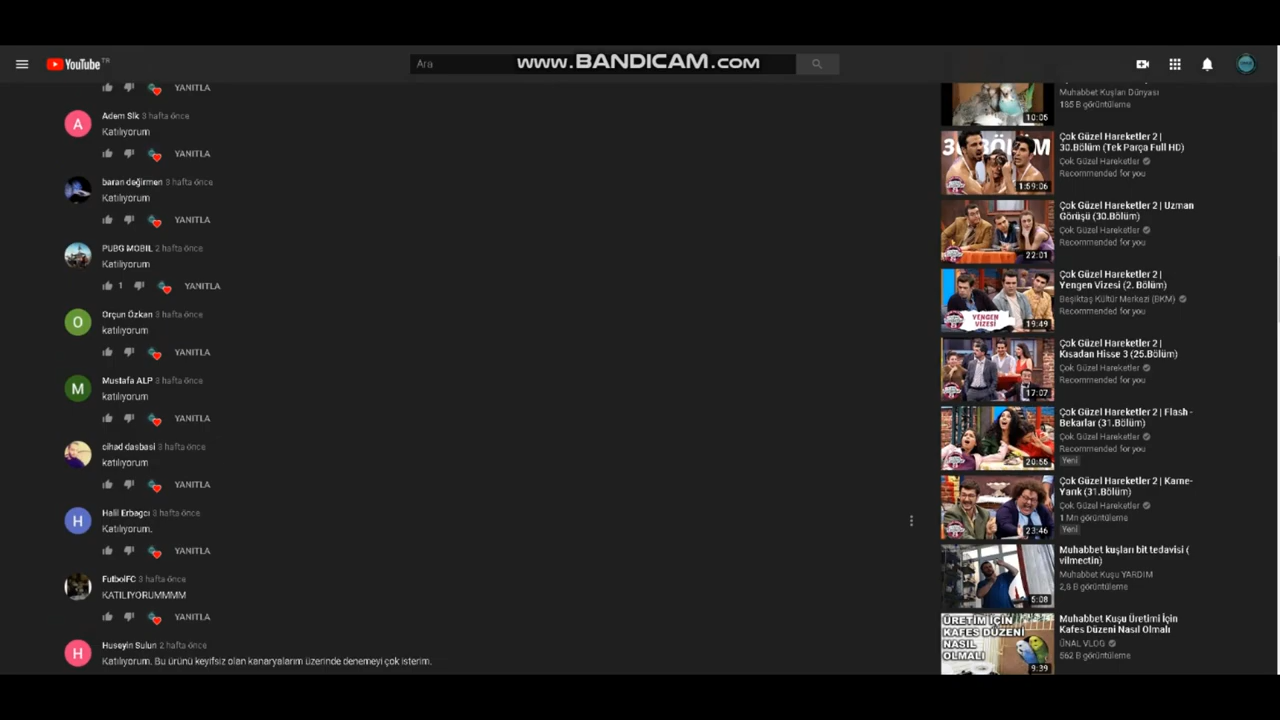 YouTube TR
Ara
www.BANDICAM.com
YANITLA
Adem Slk 3 hafta önce
Katılıyorum
YANITLA
baran değirmen 3 hafta önce
Katılıyorum
YANITLA
PUBG MOBIL 2 hafta önce
Katılıyorum
1
YANITLA
Orçun Özkan 3 hafta önce
katılıyorum
YANITLA
Mustafa ALP 3 hafta önce
katılıyorum
YANITLA
cihad dasbasi 3 hafta önce
katılıyorum
YANITLA
Halil Erbağcı 3 hafta önce
Katılıyorum.
YANITLA
FutbolFC 3 hafta önce
KATILIYORUMMMM
YANITLA
Huseyin Sulun 2 hafta önce
Katılıyorum. Bu ürünü keyifsiz olan kanaryalarım üzerinde denemeyi çok isterim.
Muhabbet Kuşları Dünyası
185 B görüntüleme
10:05
Çok Güzel Hareketler 2 |
30.Bölüm (Tek Parça Full HD)
Çok Güzel Hareketler
Recommended for you
1:59:06
Çok Güzel Hareketler 2 | Uzman
Görüşü (30.Bölüm)
Çok Güzel Hareketler
Recommended for you
22:01
Çok Güzel Hareketler 2 |
Yengen Vizesi (2. Bölüm)
Beşiktaş Kültür Merkezi (BKM)
Recommended for you
YENGEN
VİZESİ
19:49
Çok Güzel Hareketler 2 |
Kısadan Hisse 3 (25.Bölüm)
Çok Güzel Hareketler
Recommended for you
17:07
Çok Güzel Hareketler 2 | Flash -
Bekarlar (31.Bölüm)
Çok Güzel Hareketler
Recommended for you
Yeni
20:55
Çok Güzel Hareketler 2 | Karne-
Yarık (31.Bölüm)
Çok Güzel Hareketler
1 Mn görüntüleme
Yeni
23:46
Muhabbet kuşları bit tedavisi (
vilmectin)
Muhabbet Kuşu YARDIM
2,8 B görüntüleme
5:08
Muhabbet Kuşu Üretimi İçin
Kafes Düzeni Nasıl Olmalı
ÜNAL VLOG
562 B görüntüleme
ÜRETİM İÇİN
KAFES DÜZENİ
NASIL
OLMALI
9:39